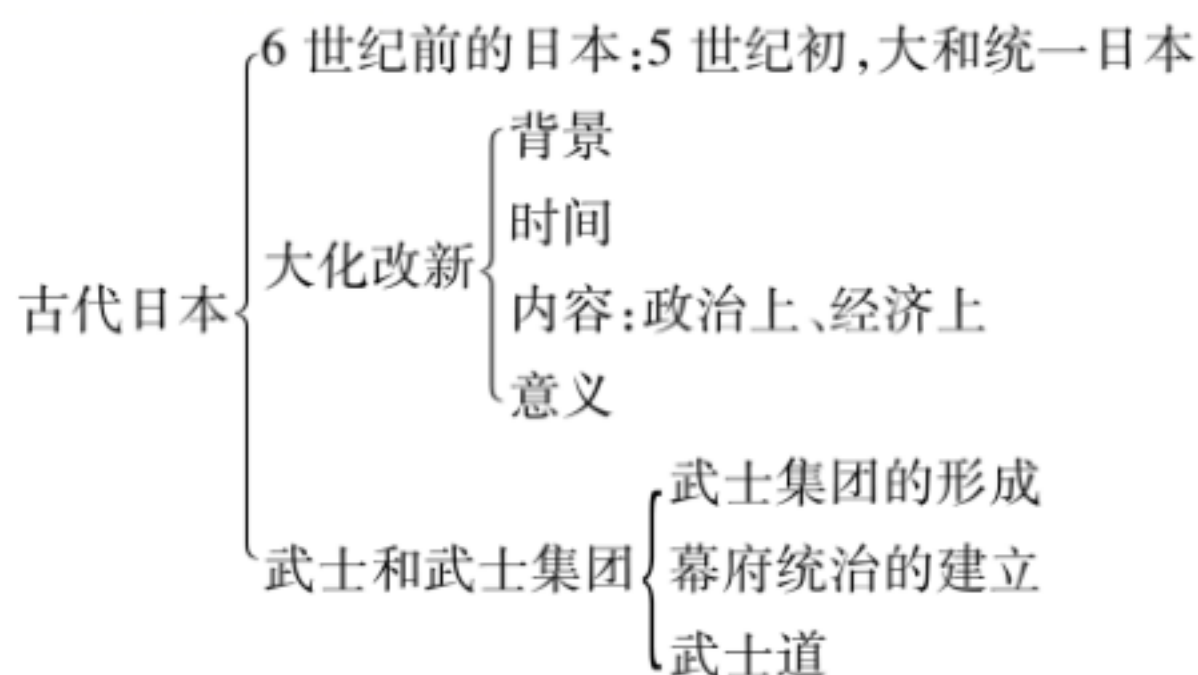 6 世纪前的日本:5 世纪初,大和统一日本
背景
时间
大化改新
内容:政治上、经济上
古代日本
意义
武士集团的形成
武士和武士集团
幕府统治的建立
武士道